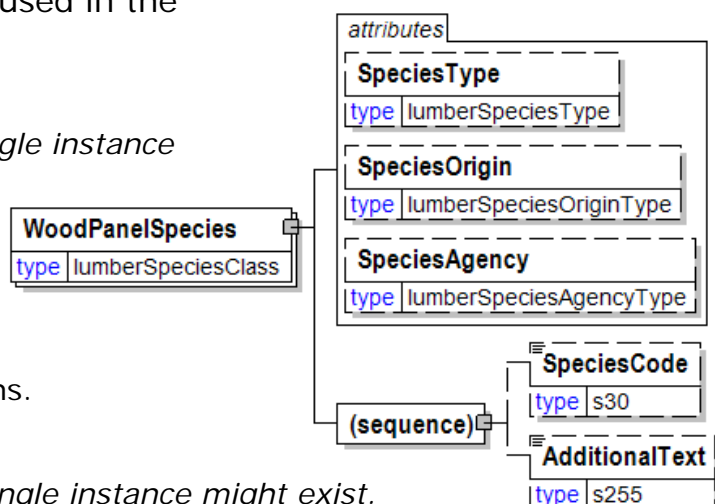 used in the
gle instance
ns.
ngle instance might exist.
WoodPanelSpecies
type lumberSpeciesClass
attributes
SpeciesType
type lumberSpeciesType
SpeciesOrigin
type lumberSpeciesOriginType
SpeciesAgency
type lumberSpeciesAgencyType
(sequence)
SpeciesCode
type s30
AdditionalText
type s255